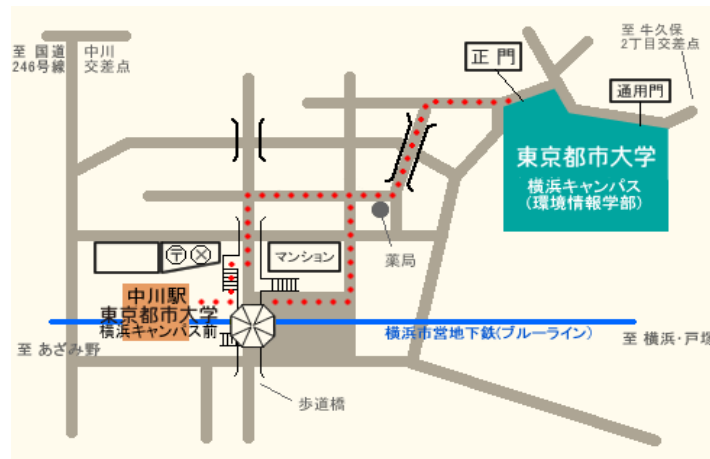 至 国道
246号線
中川
交差点
至 牛久保
2丁目交差点
正 門
通用門
東京都市大学
横浜キャンパス
(環境情報学部)
薬局
〒
マンション
中川駅
東京都市大学
横浜キャンパス前
横浜市営地下鉄(ブルーライン)
至 あざみ野
至 横浜・戸塚
歩道橋